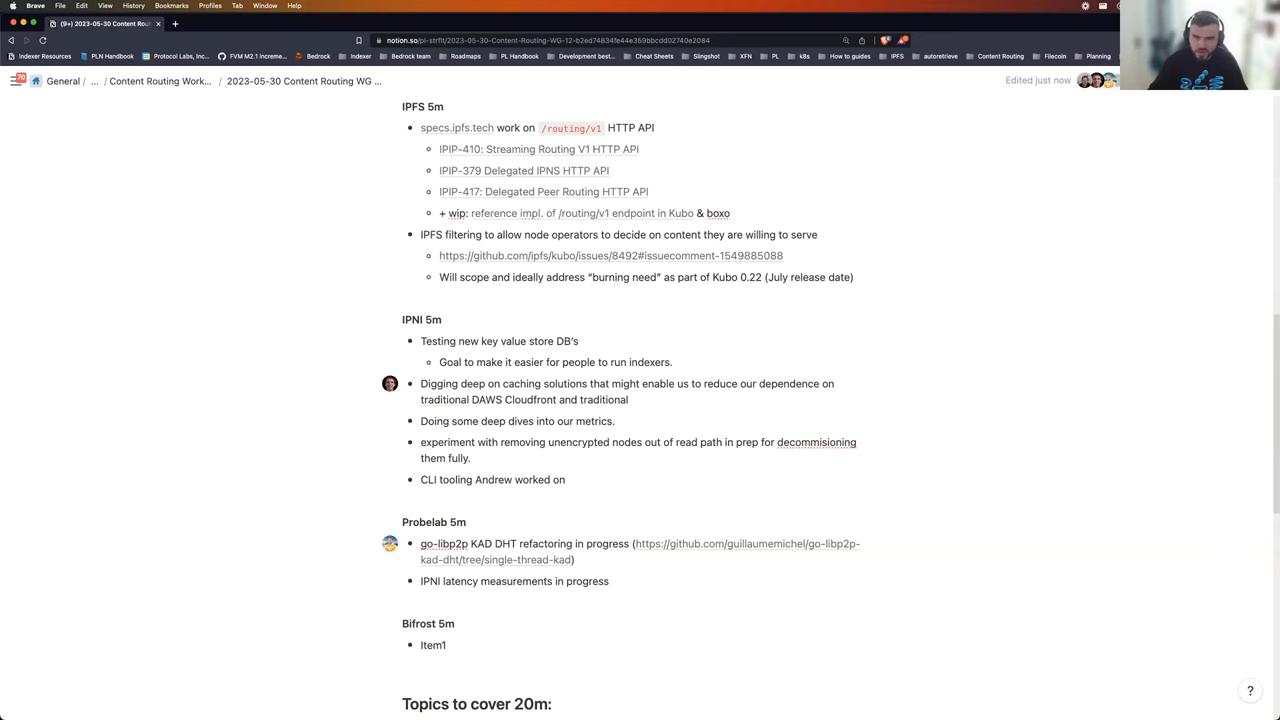 Brave File Edit View History Bookmarks Profiles Tab Window Help
(9+) 2023-05-30 Content Rou
notion.so/pl-strflt/2023-05-30-Content-Routing-WG-12-b2ed74834fe44e359bbcdd02740e2084
Indexer Resources PLN Handbook Protocol Labs, Inc... FVM M2.1 Increme... Bedrock Indexer Bedrock team Roadmaps PL Handbook Development best... Cheat Sheets Slingshot XFN PL k8s How to guides IPFS autoretrieve Content Routing Filecoin Planning
70 General / ... / Content Routing Work... / 2023-05-30 Content Routing WG ... Edited just now
IPFS 5m
specs.ipfs.tech work on /routing/v1 HTTP API
IPIP-410: Streaming Routing V1 HTTP API
IPIP-379 Delegated IPNS HTTP API
IPIP-417: Delegated Peer Routing HTTP API
+ wip: reference impl. of /routing/v1 endpoint in Kubo & boxo
IPFS filtering to allow node operators to decide on content they are willing to serve
https://github.com/ipfs/kubo/issues/8492#issuecomment-1549885088
Will scope and ideally address “burning need” as part of Kubo 0.22 (July release date)
IPNI 5m
Testing new key value store DB’s
Goal to make it easier for people to run indexers.
Digging deep on caching solutions that might enable us to reduce our dependence on
traditional DAWS Cloudfront and traditional
Doing some deep dives into our metrics.
experiment with removing unencrypted nodes out of read path in prep for decommisioning
them fully.
CLI tooling Andrew worked on
Probelab 5m
go-libp2p KAD DHT refactoring in progress (https://github.com/guillaumemichel/go-libp2p-
kad-dht/tree/single-thread-kad)
IPNI latency measurements in progress
Bifrost 5m
Item1
Topics to cover 20m:
?